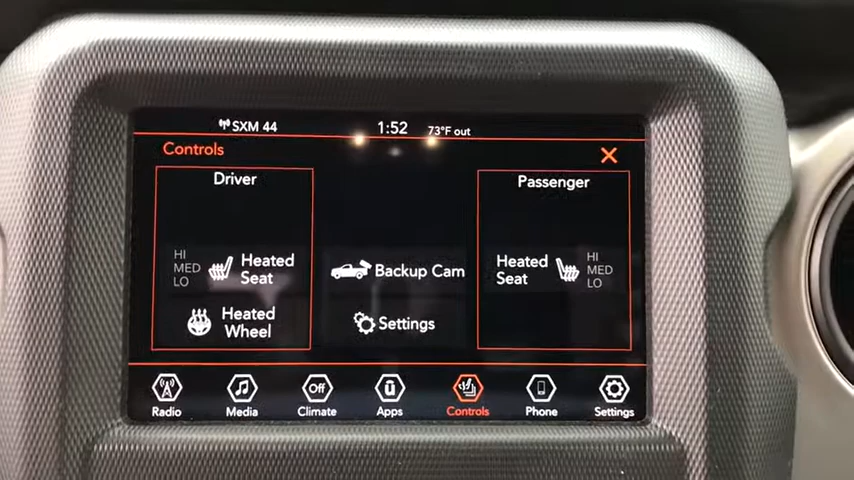 SXM 44
1:52
73°F out
Controls
Driver
Passenger
HI
MED
LO
Heated
Seat
Heated
Wheel
Backup Cam
Settings
Heated
Seat
HI
MED
LO
Radio
Media
Off
Climate
Apps
Controls
Phone
Settings